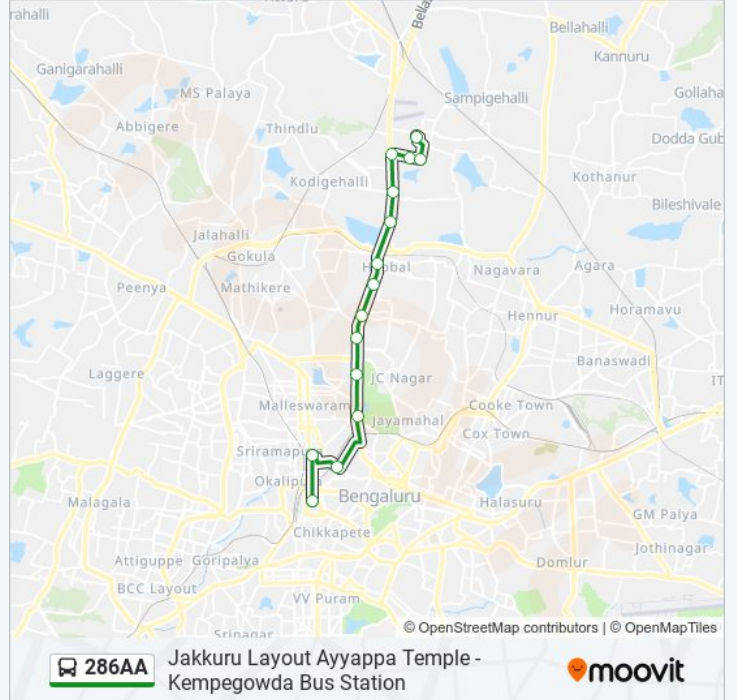 rahalli
Bella
Bellahalli
Kannuru
Ganigarahalli
MS Palaya
Sampigehalli
Gollaha
Abbigere
Thindlu
Dodda Gub
Kodigehalli
Kothanur
Bileshivale
Jalahalli
Gokula
Hebbal
Nagavara
Agara
Peenya
Mathikere
Hennur
Horamavu
Banaswadi
Laggere
JC Nagar
IT
Malleswaram
Cooke Town
Jayamahal
Cox Town
Sriramap
Okalipu
Bengaluru
Malagala
Halasuru
GM Palya
Chikkapete
Jothinagar
Attiguppe
Goripalya
Domlur
BCC Layout
VV Puram
Srinagar
© OpenStreetMap contributors | © OpenMapTiles
286AA
Jakkuru Layout Ayyappa Temple -
Kempegowda Bus Station
moovit